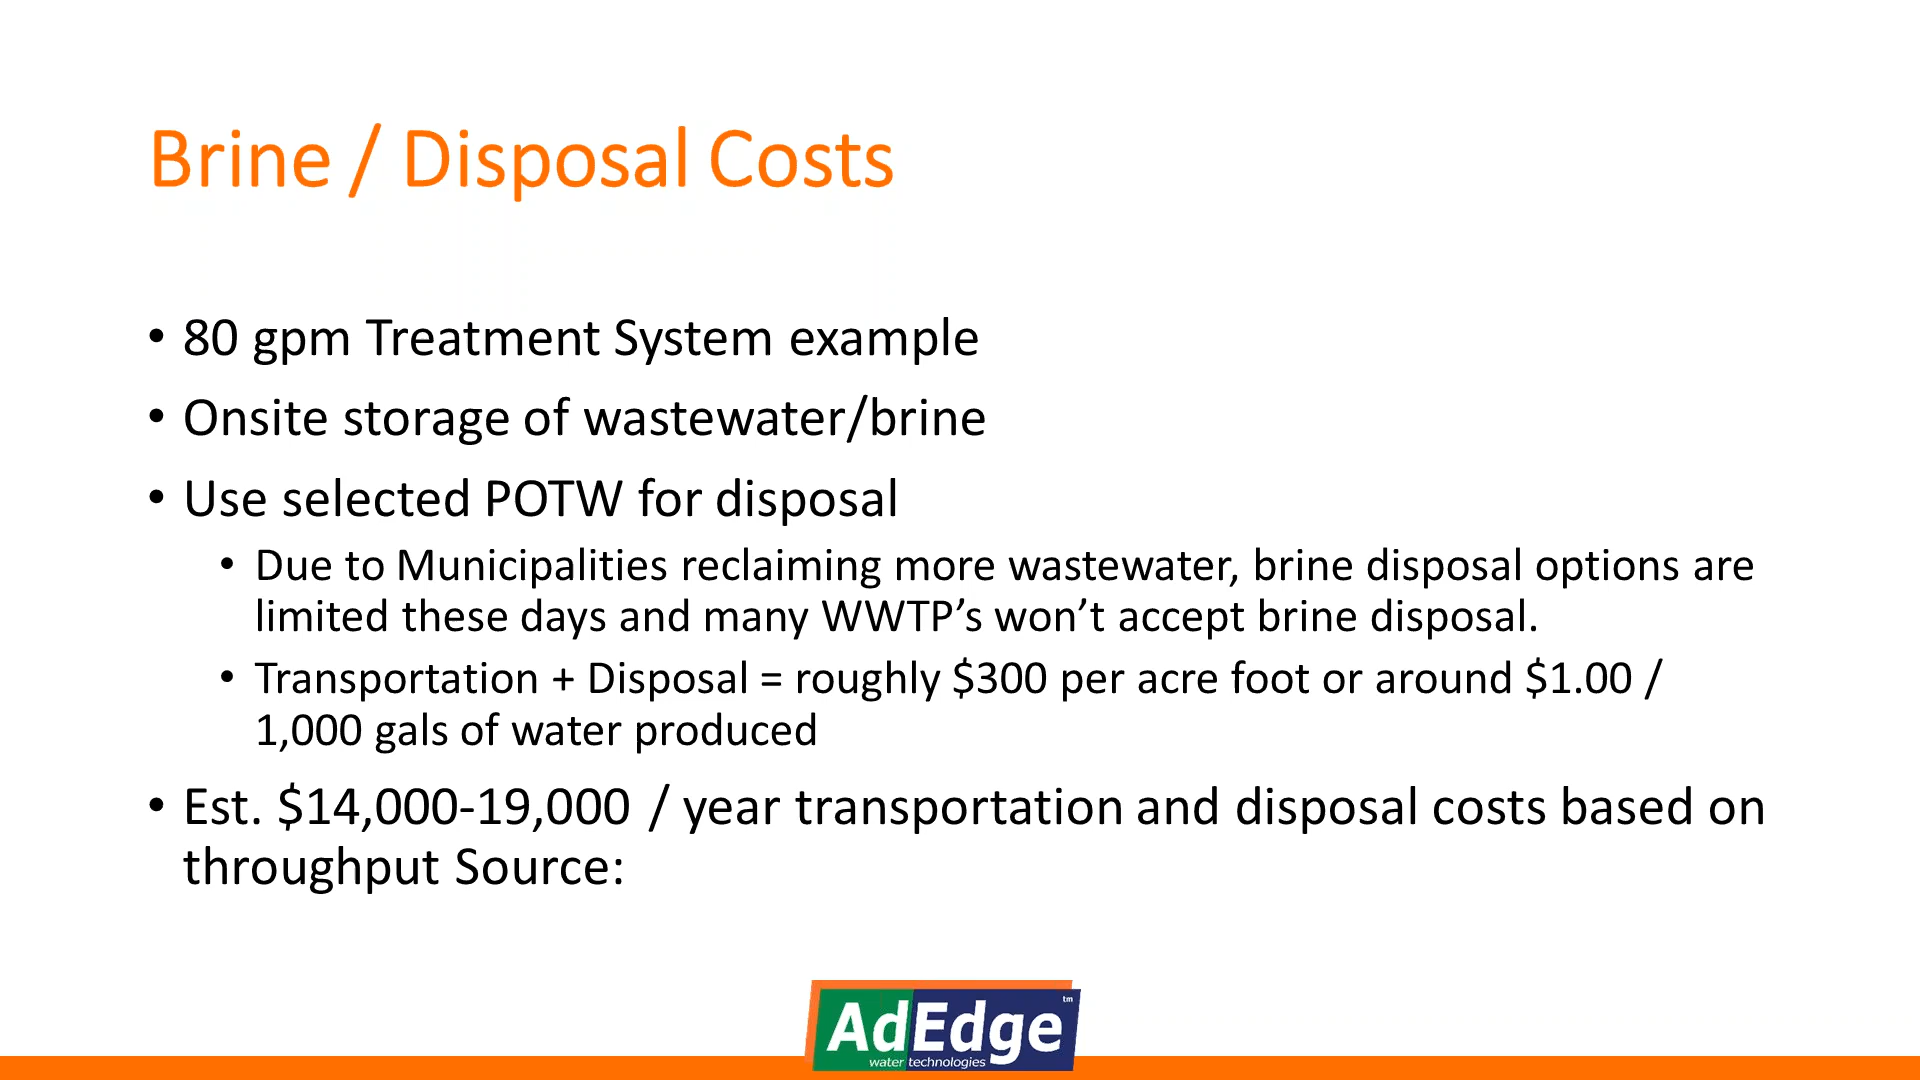 Brine / Disposal Costs
• 80 gpm Treatment System example
• Onsite storage of wastewater/brine
• Use selected POTW for disposal
• Due to Municipalities reclaiming more wastewater, brine disposal options are
limited these days and many WWTP’s won’t accept brine disposal.
• Transportation + Disposal = roughly $300 per acre foot or around $1.00 /
1,000 gals of water produced
• Est. $14,000-19,000 / year transportation and disposal costs based on
throughput Source:
AdEdge tm
water technologies